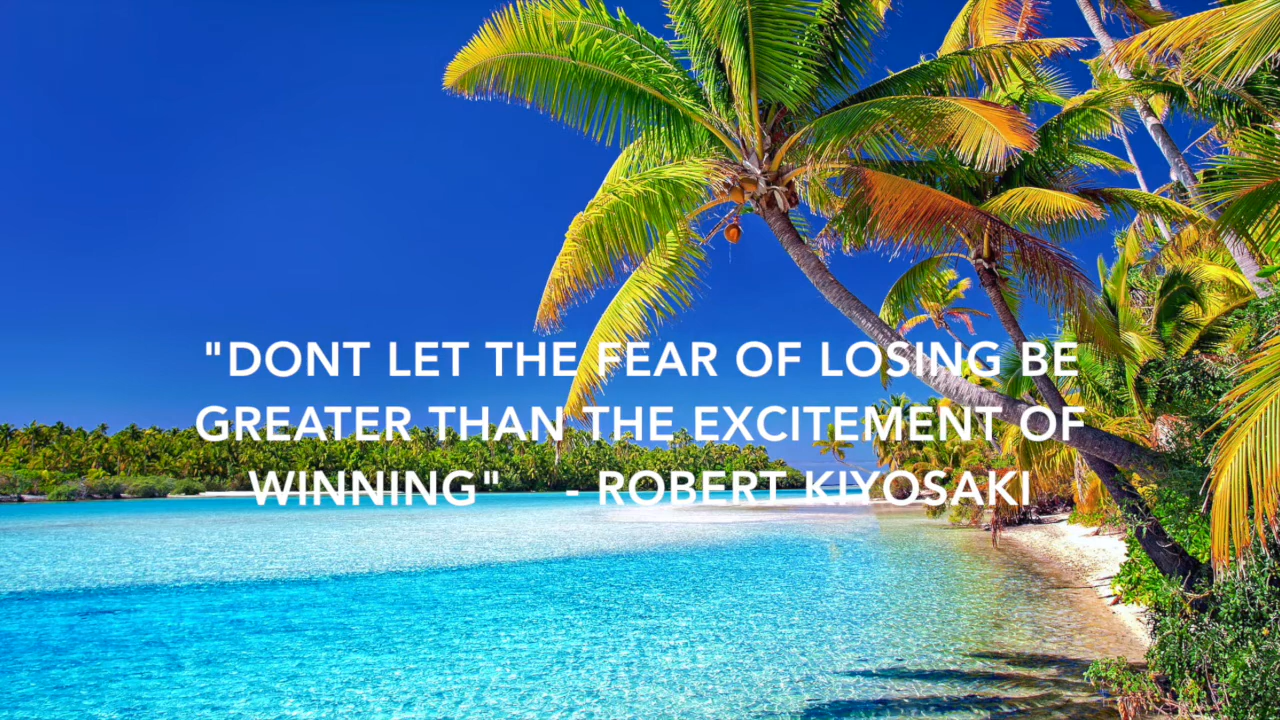 "DONT LET THE FEAR OF LOSING BE
GREATER THAN THE EXCITEMENT OF
WINNING" - ROBERT KIYOSAKI